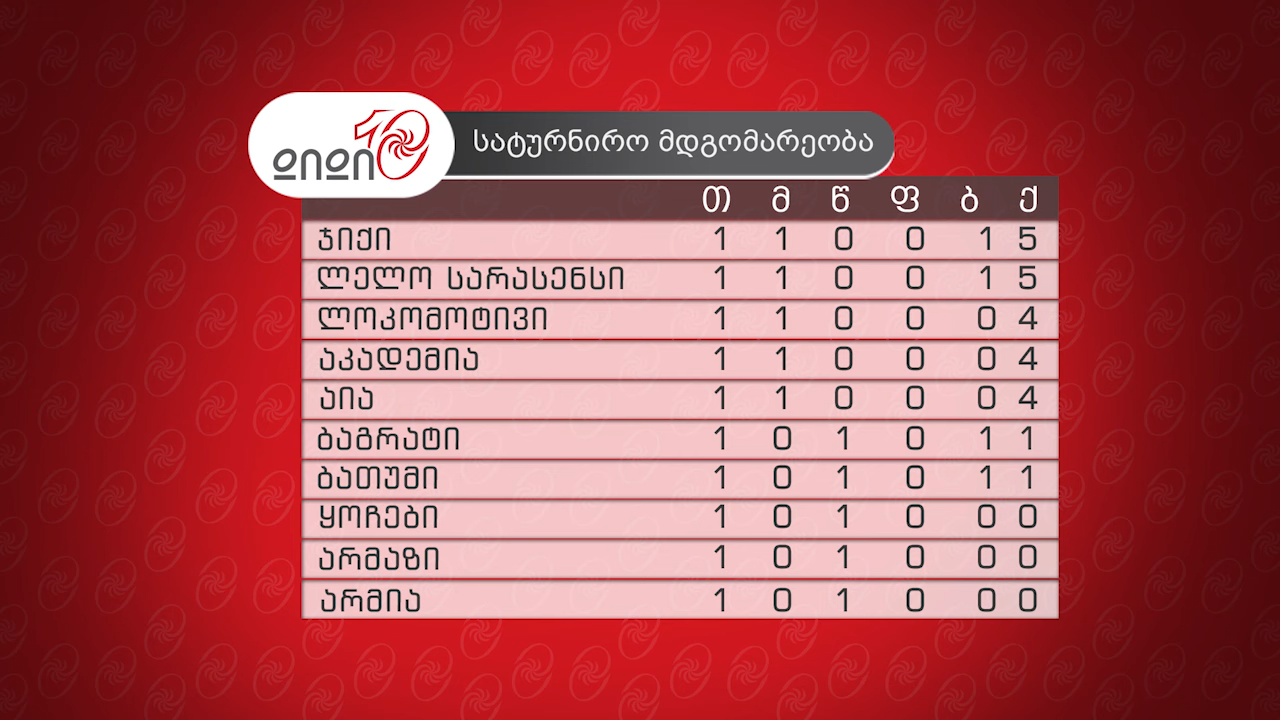 დიდი 10
სატურნირო მდგომარეობა
თ მ წ ფ ბ ქ
ჯიქი 1 1 0 0 1 5
ლელო სარასენსი 1 1 0 0 1 5
ლოკომოტივი 1 1 0 0 0 4
აკადემია 1 1 0 0 0 4
აია 1 1 0 0 0 4
ბაგრატი 1 0 1 0 1 1
ბათუმი 1 0 1 0 1 1
ყოჩები 1 0 1 0 0 0
არმაზი 1 0 1 0 0 0
არმია 1 0 1 0 0 0